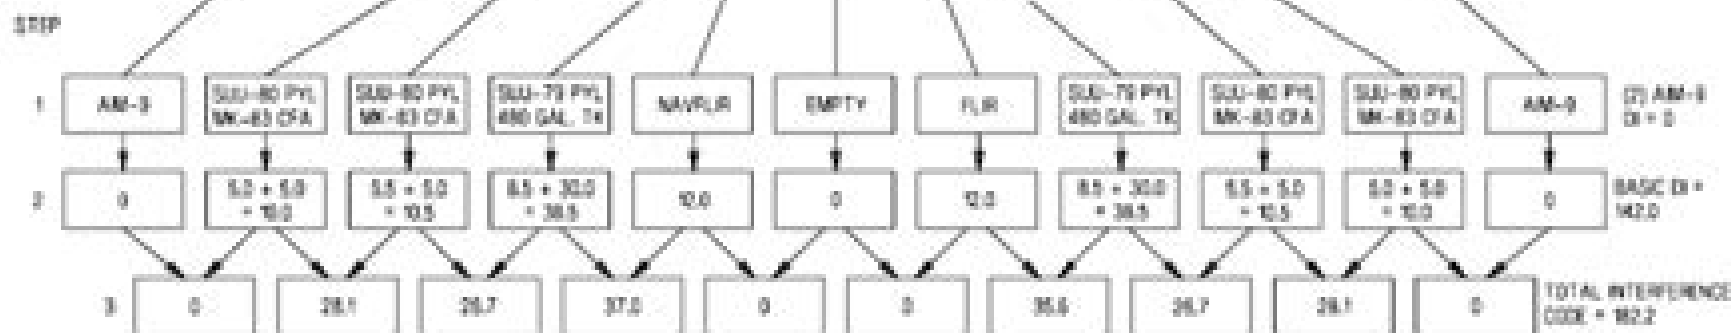 STEP
1
AIM-9
SUU-80 PYL
MK-83 CFA
SUU-80 PYL
MK-83 CFA
SUU-79 PYL
480 GAL. TK
NAVFLIR
EMPTY
FLIR
SUU-79 PYL
480 GAL. TK
SUU-80 PYL
MK-83 CFA
SUU-80 PYL
MK-83 CFA
AIM-9
(2) AIM-9
DI = 0
2
0
5.0 + 5.0
= 10.0
5.5 + 5.0
= 10.5
8.5 + 30.0
= 38.5
12.0
0
12.0
8.5 + 30.0
= 38.5
5.5 + 5.0
= 10.5
5.0 + 5.0
= 10.0
0
BASIC DI =
142.0
3
0
28.1
26.7
37.0
0
0
35.6
26.7
28.1
0
TOTAL INTERFERENCE
CODE = 182.2